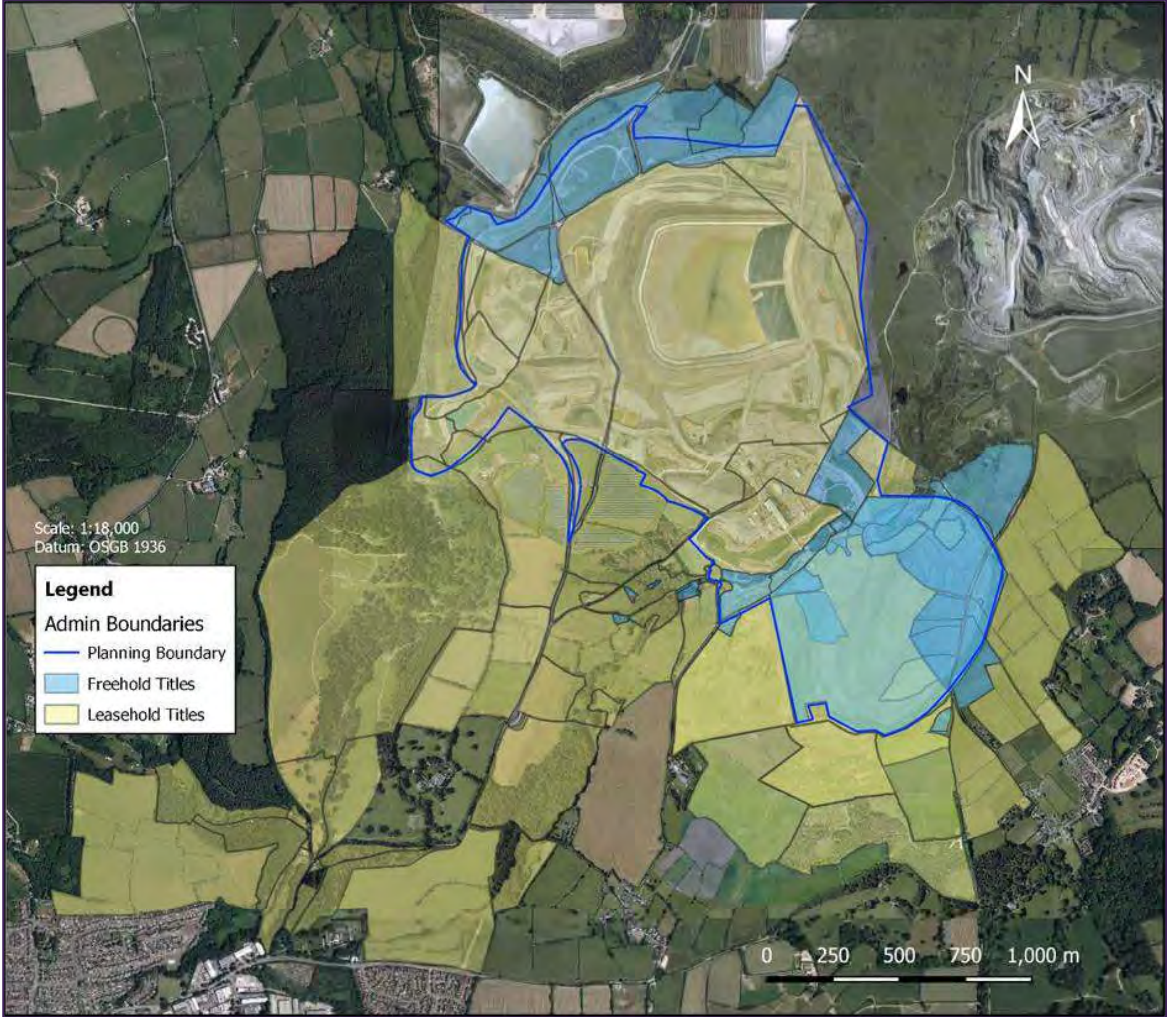 N
Scale: 1:18,000
Datum: OSGB 1936
Legend
Admin Boundaries
Planning Boundary
Freehold Titles
Leasehold Titles
0 250 500 750 1,000 m